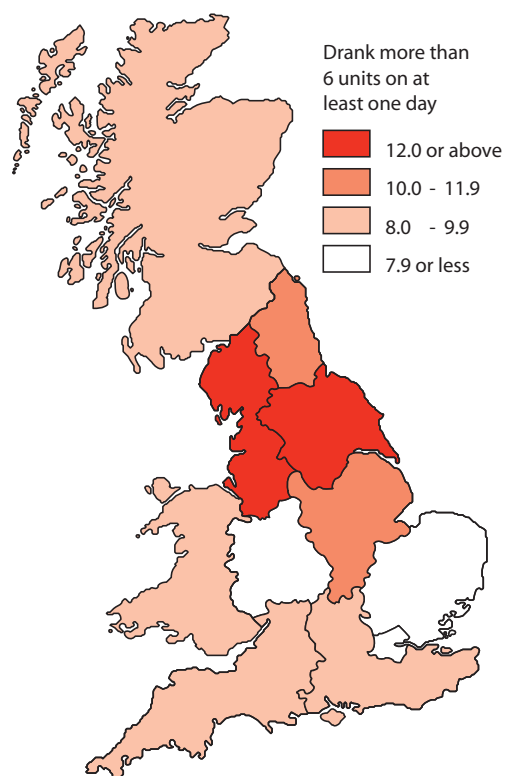 Drank more than
6 units on at
least one day
12.0 or above
10.0 - 11.9
8.0 - 9.9
7.9 or less